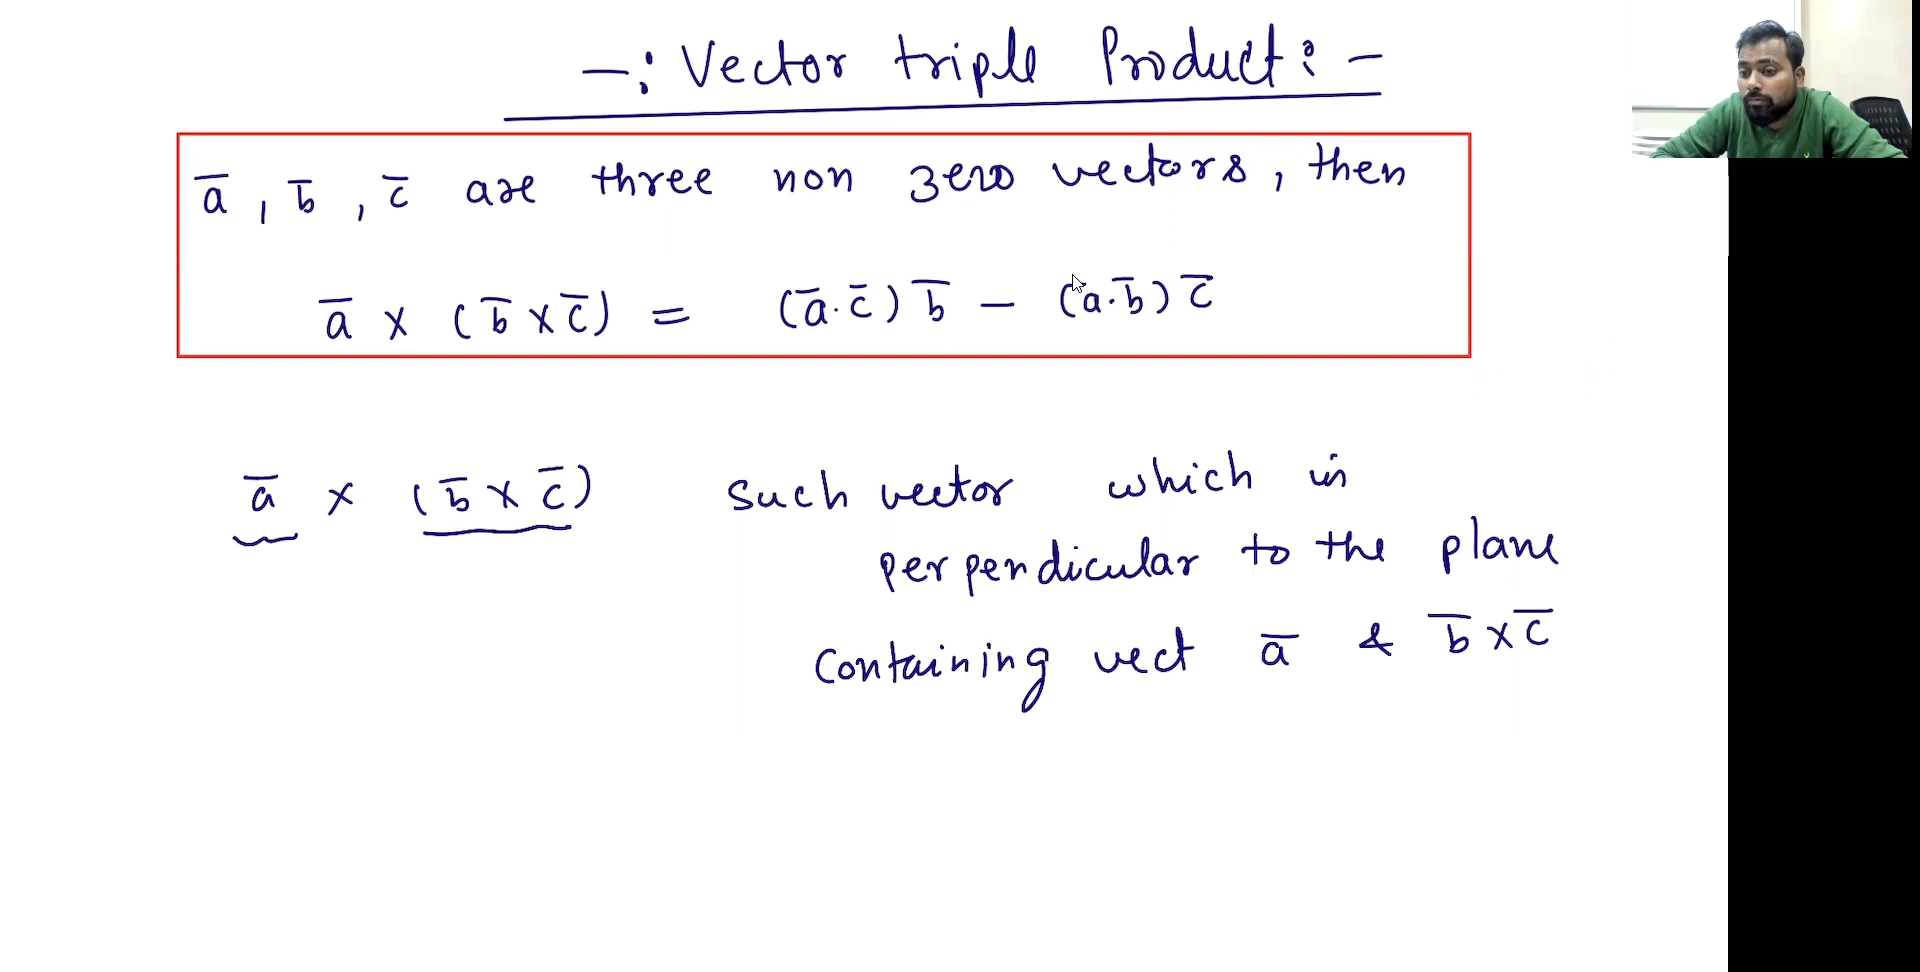 —: Vector triple Product: —
a̅ , b̅ , c̅ are three non zero vectors, then
a̅ × (b̅ × c̅) = (a̅·c̅) b̅ − (a·b̅) c̅
a̅ × (b̅ × c̅) Such vector which is
perpendicular to the plane
containing vect a̅ & b̅ × c̅